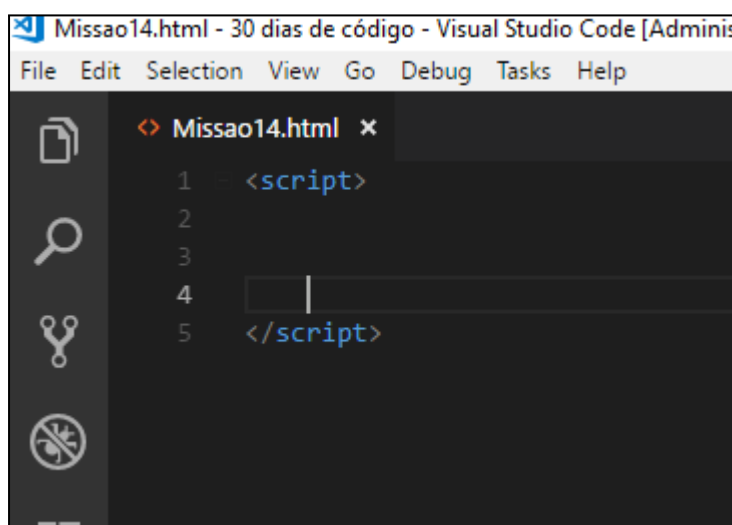 Missao14.html - 30 dias de código - Visual Studio Code [Adminis
File Edit Selection View Go Debug Tasks Help
<> Missao14.html ×
1 <script>
2
3
4
5 </script>